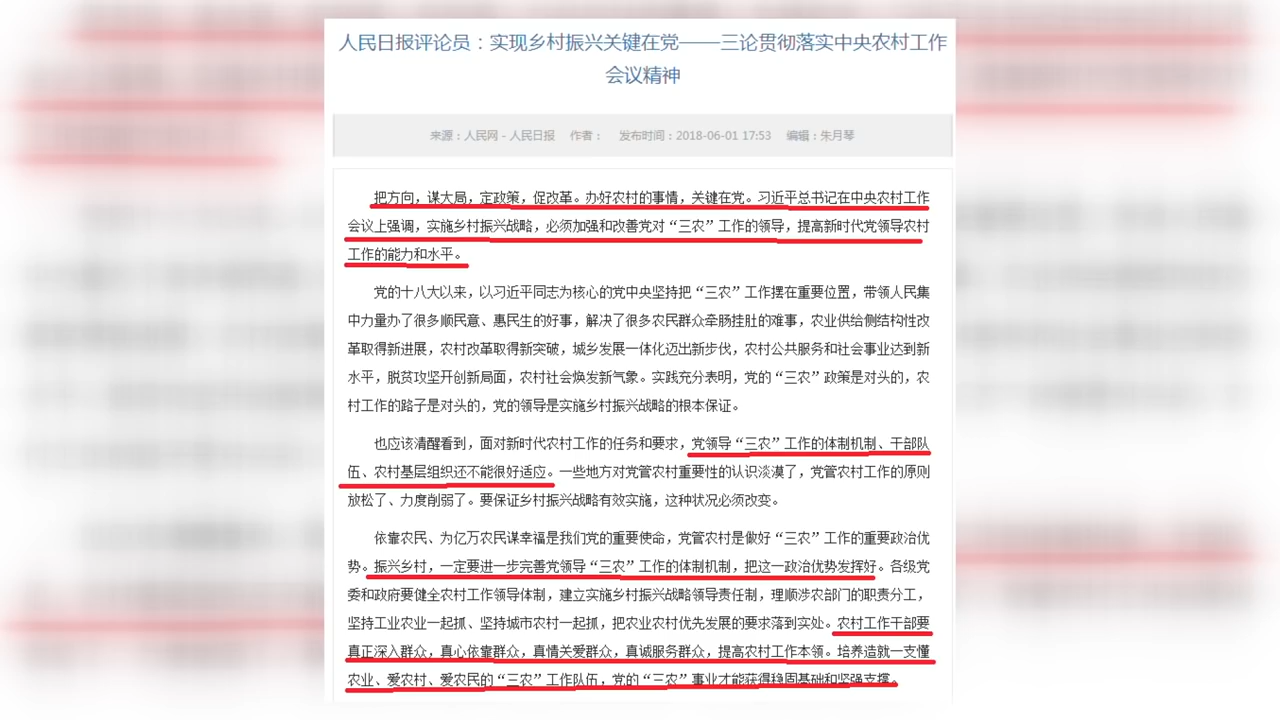 人民日报评论员：实现乡村振兴关键在党——三论贯彻落实中央农村工作
会议精神
来源：人民网 - 人民日报 作者： 发布时间：2018-06-01 17:53 编辑：朱月琴
把方向，谋大局，定政策，促改革。办好农村的事情，关键在党。习近平总书记在中央农村工作
会议上强调，实施乡村振兴战略，必须加强和改善党对“三农”工作的领导，提高新时代党领导农村
工作的能力和水平。
党的十八大以来，以习近平同志为核心的党中央坚持把“三农”工作摆在重要位置，带领人民集
中力量办了很多顺民意、惠民生的好事，解决了很多农民群众牵肠挂肚的难事，农业供给侧结构性改
革取得新进展，农村改革取得新突破，城乡发展一体化迈出新步伐，农村公共服务和社会事业达到新
水平，脱贫攻坚开创新局面，农村社会焕发新气象。实践充分表明，党的“三农”政策是对头的，农
村工作的路子是对头的，党的领导是实施乡村振兴战略的根本保证。
也应该清醒看到，面对新时代农村工作的任务和要求，党领导“三农”工作的体制机制、干部队
伍、农村基层组织还不能很好适应。一些地方对党管农村重要性的认识淡漠了，党管农村工作的原则
放松了、力度削弱了。要保证乡村振兴战略有效实施，这种状况必须改变。
依靠农民、为亿万农民谋幸福是我们党的重要使命，党管农村是做好“三农”工作的重要政治优
势。振兴乡村，一定要进一步完善党领导“三农”工作的体制机制，把这一政治优势发挥好。各级党
委和政府要健全农村工作领导体制，建立实施乡村振兴战略领导责任制，理顺涉农部门的职责分工，
坚持工业农业一起抓、坚持城市农村一起抓，把农业农村优先发展的要求落到实处。农村工作干部要
真正深入群众，真心依靠群众，真情关爱群众，真诚服务群众，提高农村工作本领。培养造就一支懂
农业、爱农村、爱农民的“三农”工作队伍，党的“三农”事业才能获得稳固基础和坚强支撑。